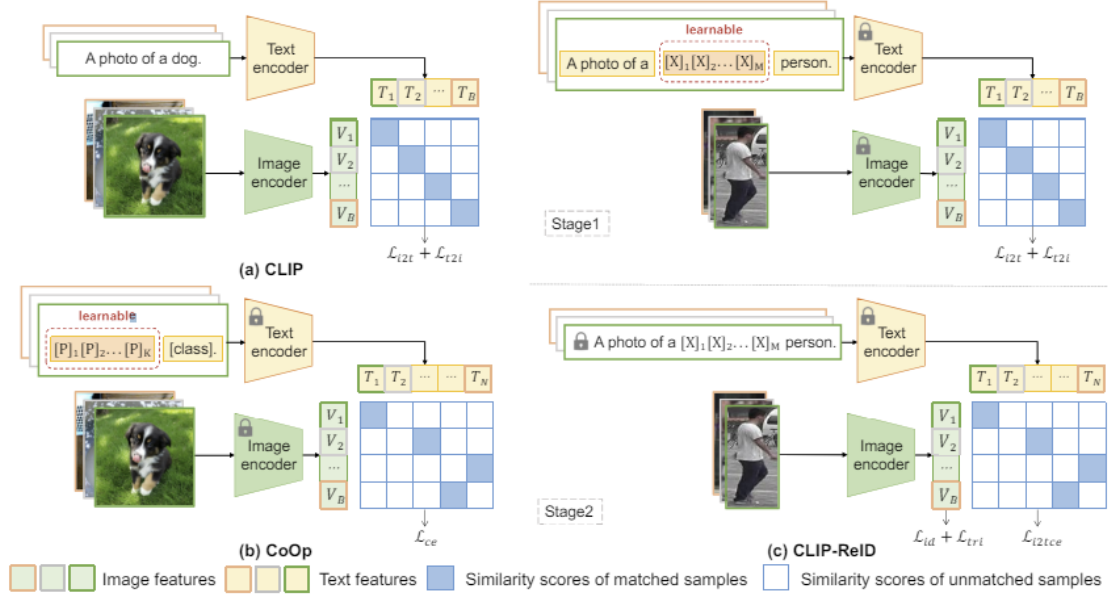 A photo of a dog.
Text encoder
T1 T2 ... TB
V1
V2
...
VB
Image encoder
ℒi2t + ℒt2i
(a) CLIP
learnable
A photo of a [X]1[X]2...[X]M person.
Text encoder
T1 T2 ... TB
V1
V2
...
VB
Image encoder
Stage1
ℒi2t + ℒt2i
learnable
[P]1[P]2...[P]K [class].
Text encoder
T1 T2 ... ... TN
V1
V2
...
VB
Image encoder
ℒce
(b) CoOp
A photo of a [X]1[X]2...[X]M person.
Text encoder
T1 T2 ... ... TN
V1
V2
...
VB
Image encoder
Stage2
ℒid + ℒtri
ℒi2tce
(c) CLIP-ReID
Image features
Text features
Similarity scores of matched samples
Similarity scores of unmatched samples